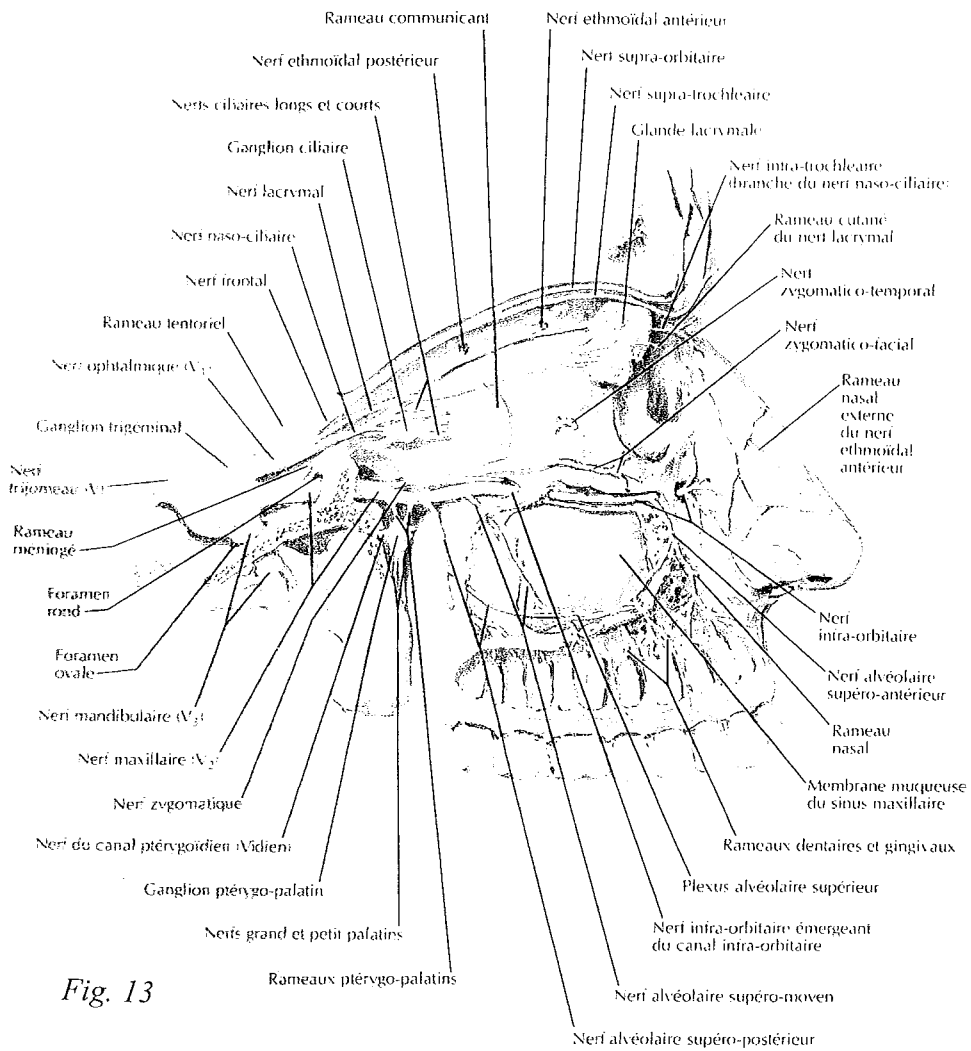 Rameau communicant
Nerf ethmoïdal antérieur
Nerf ethmoïdal postérieur
Nerf supra-orbitaire
Nerfs ciliaires longs et courts
Nerf supra-trochléaire
Ganglion ciliaire
Glande lacrymale
Nerf lacrymal
Nerf intra-trochléaire
(branche du nerf naso-ciliaire)
Nerf naso-ciliaire
Rameau cutané
du nerf lacrymal
Nerf frontal
Nerf
zygomatico-temporal
Rameau tentoriel
Nerf
zygomatico-facial
Nerf ophtalmique (V1)
Rameau
nasal
externe
du nerf
ethmoïdal
antérieur
Ganglion trigéminal
Nerf
trijumeau (V)
Rameau
méningé
Foramen
rond
Foramen
ovale
Nerf mandibulaire (V3)
Nerf maxillaire (V2)
Nerf zygomatique
Nerf du canal ptérygoïdien (Vidien)
Ganglion ptérygo-palatin
Nerfs grand et petit palatins
Rameaux ptérygo-palatins
Nerf
infra-orbitaire
Nerf alvéolaire
supéro-antérieur
Rameau
nasal
Membrane muqueuse
du sinus maxillaire
Rameaux dentaires et gingivaux
Plexus alvéolaire supérieur
Nerf infra-orbitaire émergeant
du canal infra-orbitaire
Nerf alvéolaire supéro-moyen
Nerf alvéolaire supéro-postérieur
Fig. 13